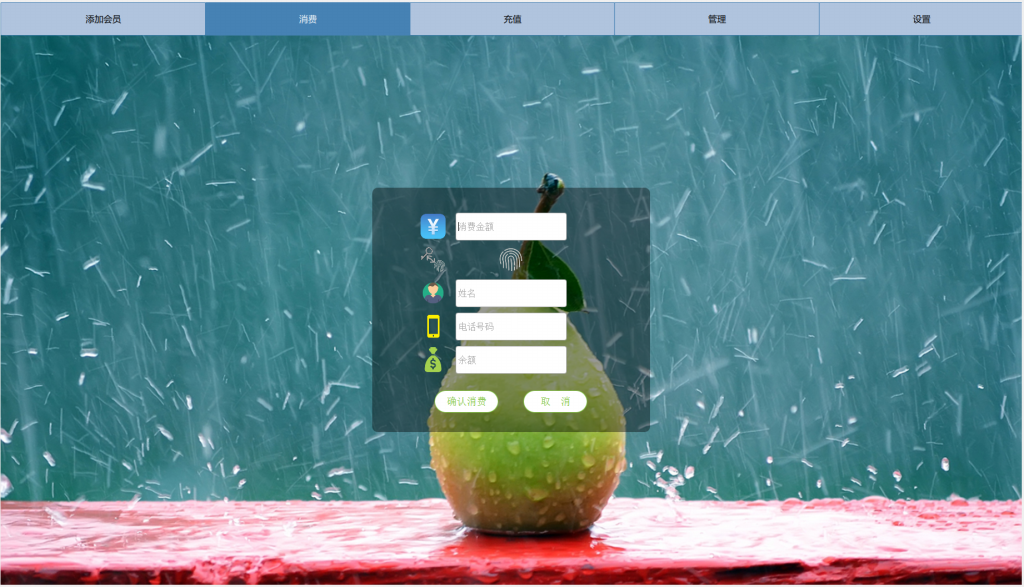 添加会员 消费 充值 管理 设置
¥ 消费金额
姓名
电话号码
$ 余额
确认消费 取 消